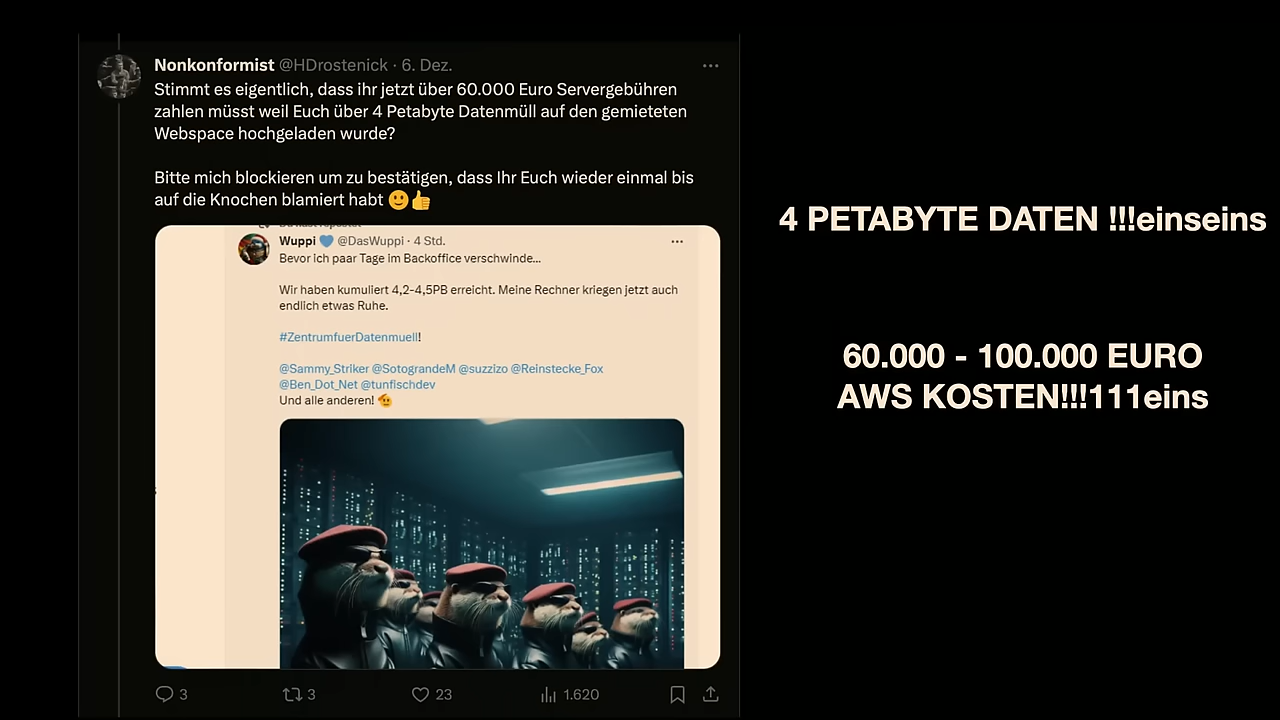 Nonkonformist @HDrostenick · 6. Dez.
Stimmt es eigentlich, dass ihr jetzt über 60.000 Euro Servergebühren
zahlen müsst weil Euch über 4 Petabyte Datenmüll auf den gemieteten
Webspace hochgeladen wurde?
Bitte mich blockieren um zu bestätigen, dass Ihr Euch wieder einmal bis
auf die Knochen blamiert habt 🙂👍
Wuppi 💙 @DasWuppi · 4 Std.
Bevor ich paar Tage im Backoffice verschwinde...
Wir haben kumuliert 4,2-4,5PB erreicht. Meine Rechner kriegen jetzt auch
endlich etwas Ruhe.
#ZentrumfuerDatenmuell!
@Sammy_Striker @SotograndeM @suzzizo @Reinstecke_Fox
@Ben_Dot_Net @tunfischdev
Und alle anderen! 🫡
3 3 23 1.620
4 PETABYTE DATEN !!!einseins
60.000 - 100.000 EURO
AWS KOSTEN!!!111eins